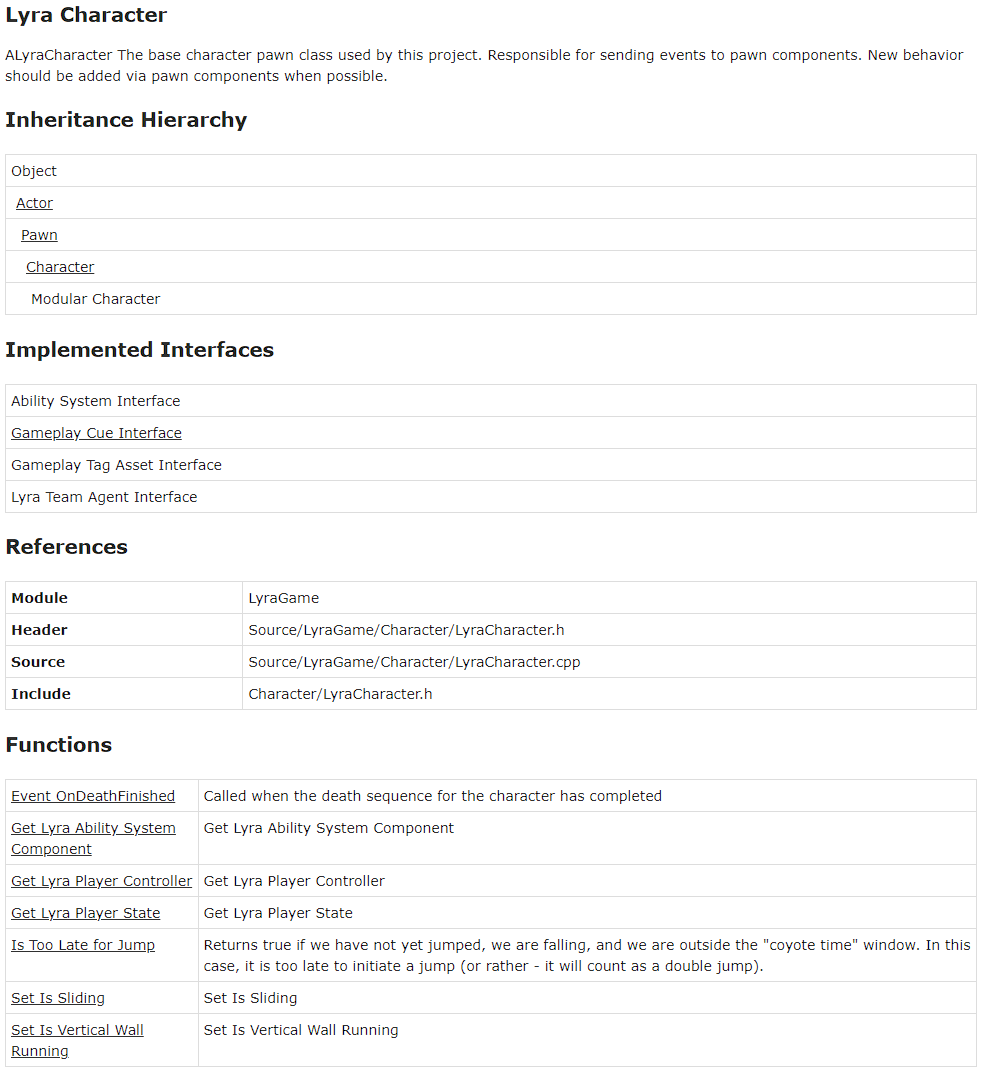 Lyra Character
ALyraCharacter The base character pawn class used by this project. Responsible for sending events to pawn components. New behavior
should be added via pawn components when possible.
Inheritance Hierarchy
Object
Actor
Pawn
Character
Modular Character
Implemented Interfaces
Ability System Interface
Gameplay Cue Interface
Gameplay Tag Asset Interface
Lyra Team Agent Interface
References
Module LyraGame
Header Source/LyraGame/Character/LyraCharacter.h
Source Source/LyraGame/Character/LyraCharacter.cpp
Include Character/LyraCharacter.h
Functions
Event OnDeathFinished Called when the death sequence for the character has completed
Get Lyra Ability System Get Lyra Ability System Component
Component
Get Lyra Player Controller Get Lyra Player Controller
Get Lyra Player State Get Lyra Player State
Is Too Late for Jump Returns true if we have not yet jumped, we are falling, and we are outside the "coyote time" window. In this
case, it is too late to initiate a jump (or rather - it will count as a double jump).
Set Is Sliding Set Is Sliding
Set Is Vertical Wall Set Is Vertical Wall Running
Running